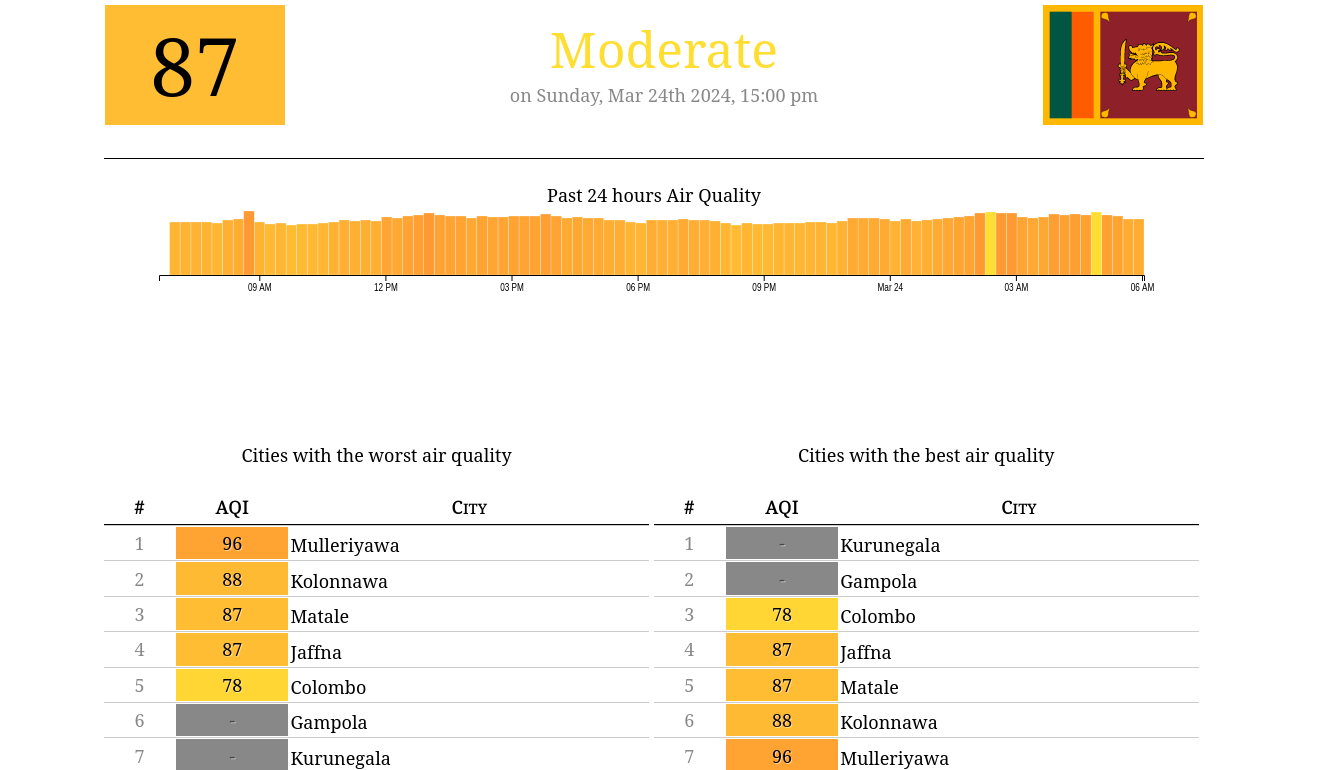 87
Moderate
on Sunday, Mar 24th 2024, 15:00 pm
Past 24 hours Air Quality
09 AM 12 PM 03 PM 06 PM 09 PM Mar 24 03 AM 06 AM
Cities with the worst air quality
# AQI City
1 96 Mulleriyawa
2 88 Kolonnawa
3 87 Matale
4 87 Jaffna
5 78 Colombo
6 - Gampola
7 - Kurunegala
Cities with the best air quality
# AQI City
1 - Kurunegala
2 - Gampola
3 78 Colombo
4 87 Jaffna
5 87 Matale
6 88 Kolonnawa
7 96 Mulleriyawa